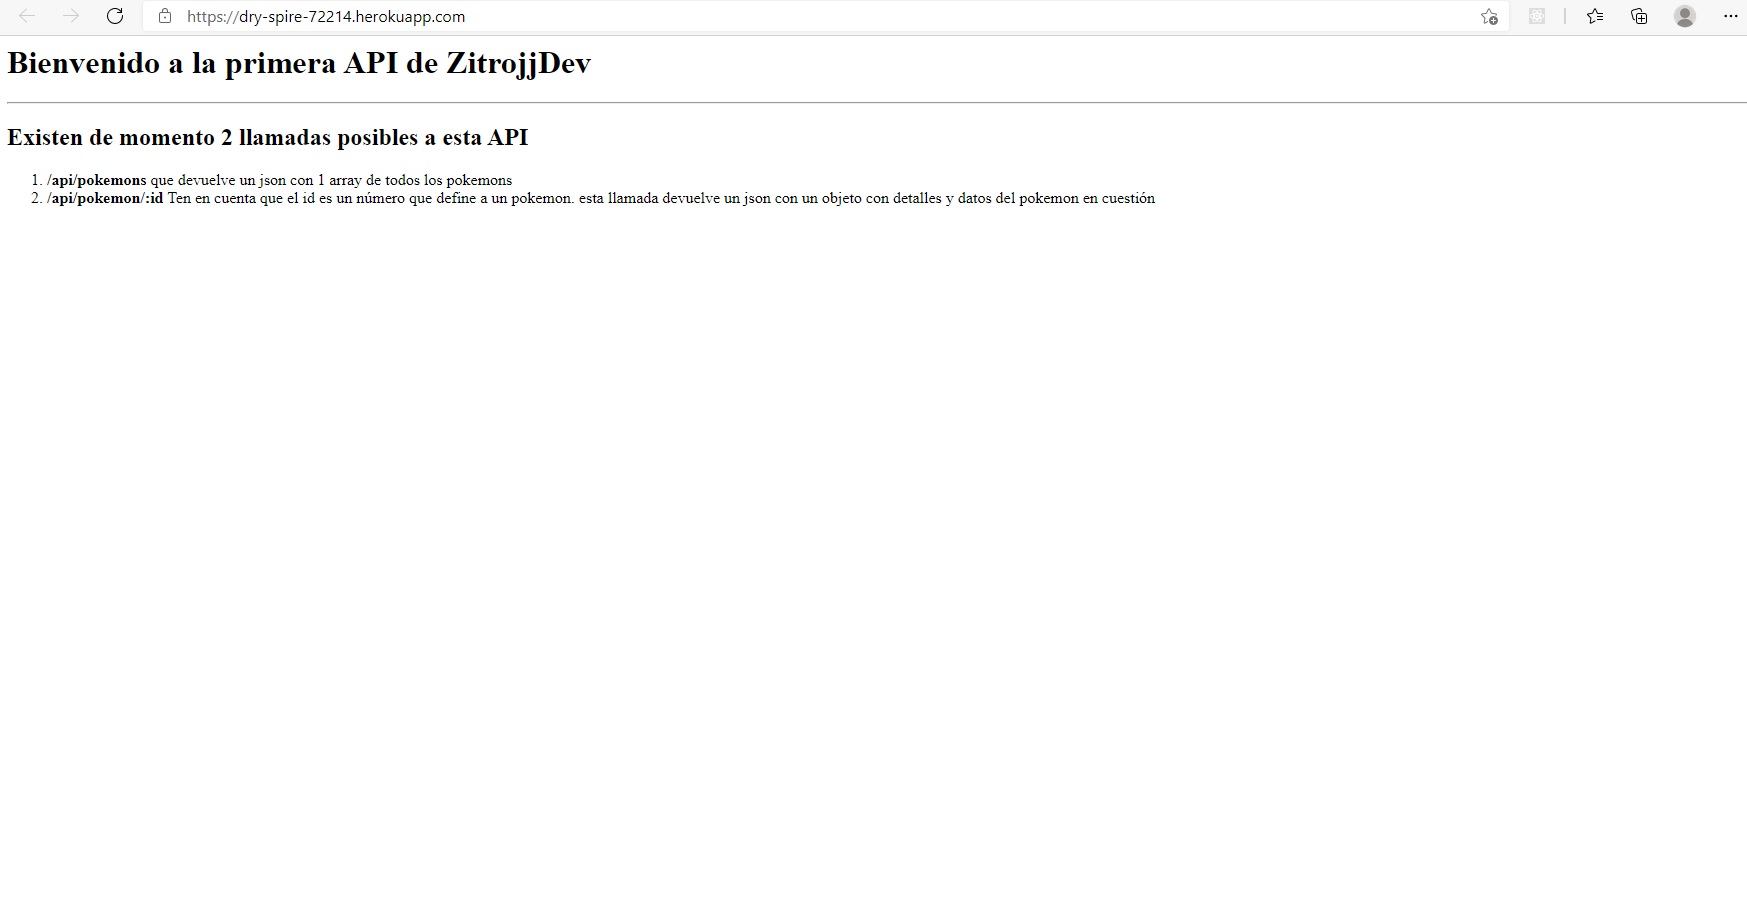 https://dry-spire-72214.herokuapp.com
Bienvenido a la primera API de ZitrojjDev
Existen de momento 2 llamadas posibles a esta API
1. /api/pokemons que devuelve un json con 1 array de todos los pokemons
2. /api/pokemon/:id Ten en cuenta que el id es un número que define a un pokemon. esta llamada devuelve un json con un objeto con detalles y datos del pokemon en cuestión